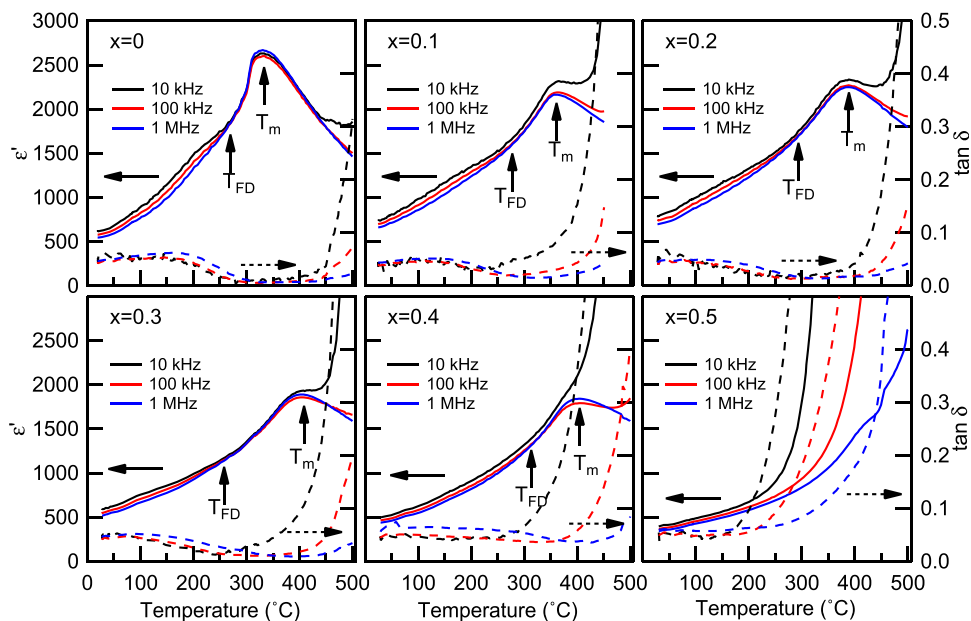 3000
2500
2000
1500
1000
500
0
ε'
x=0
10 kHz
100 kHz
1 MHz
T_m
T_FD
x=0.1
10 kHz
100 kHz
1 MHz
T_m
T_FD
x=0.2
10 kHz
100 kHz
1 MHz
T_m
T_FD
0.5
0.4
0.3
0.2
0.1
0.0
tan δ
2500
2000
1500
1000
500
0
ε'
x=0.3
10 kHz
100 kHz
1 MHz
T_m
T_FD
0 100 200 300 400 500
Temperature (˚C)
x=0.4
10 kHz
100 kHz
1 MHz
T_m
T_FD
100 200 300 400 500
Temperature (˚C)
x=0.5
10 kHz
100 kHz
1 MHz
100 200 300 400 500
Temperature (˚C)
0.4
0.3
0.2
0.1
0.0
tan δ